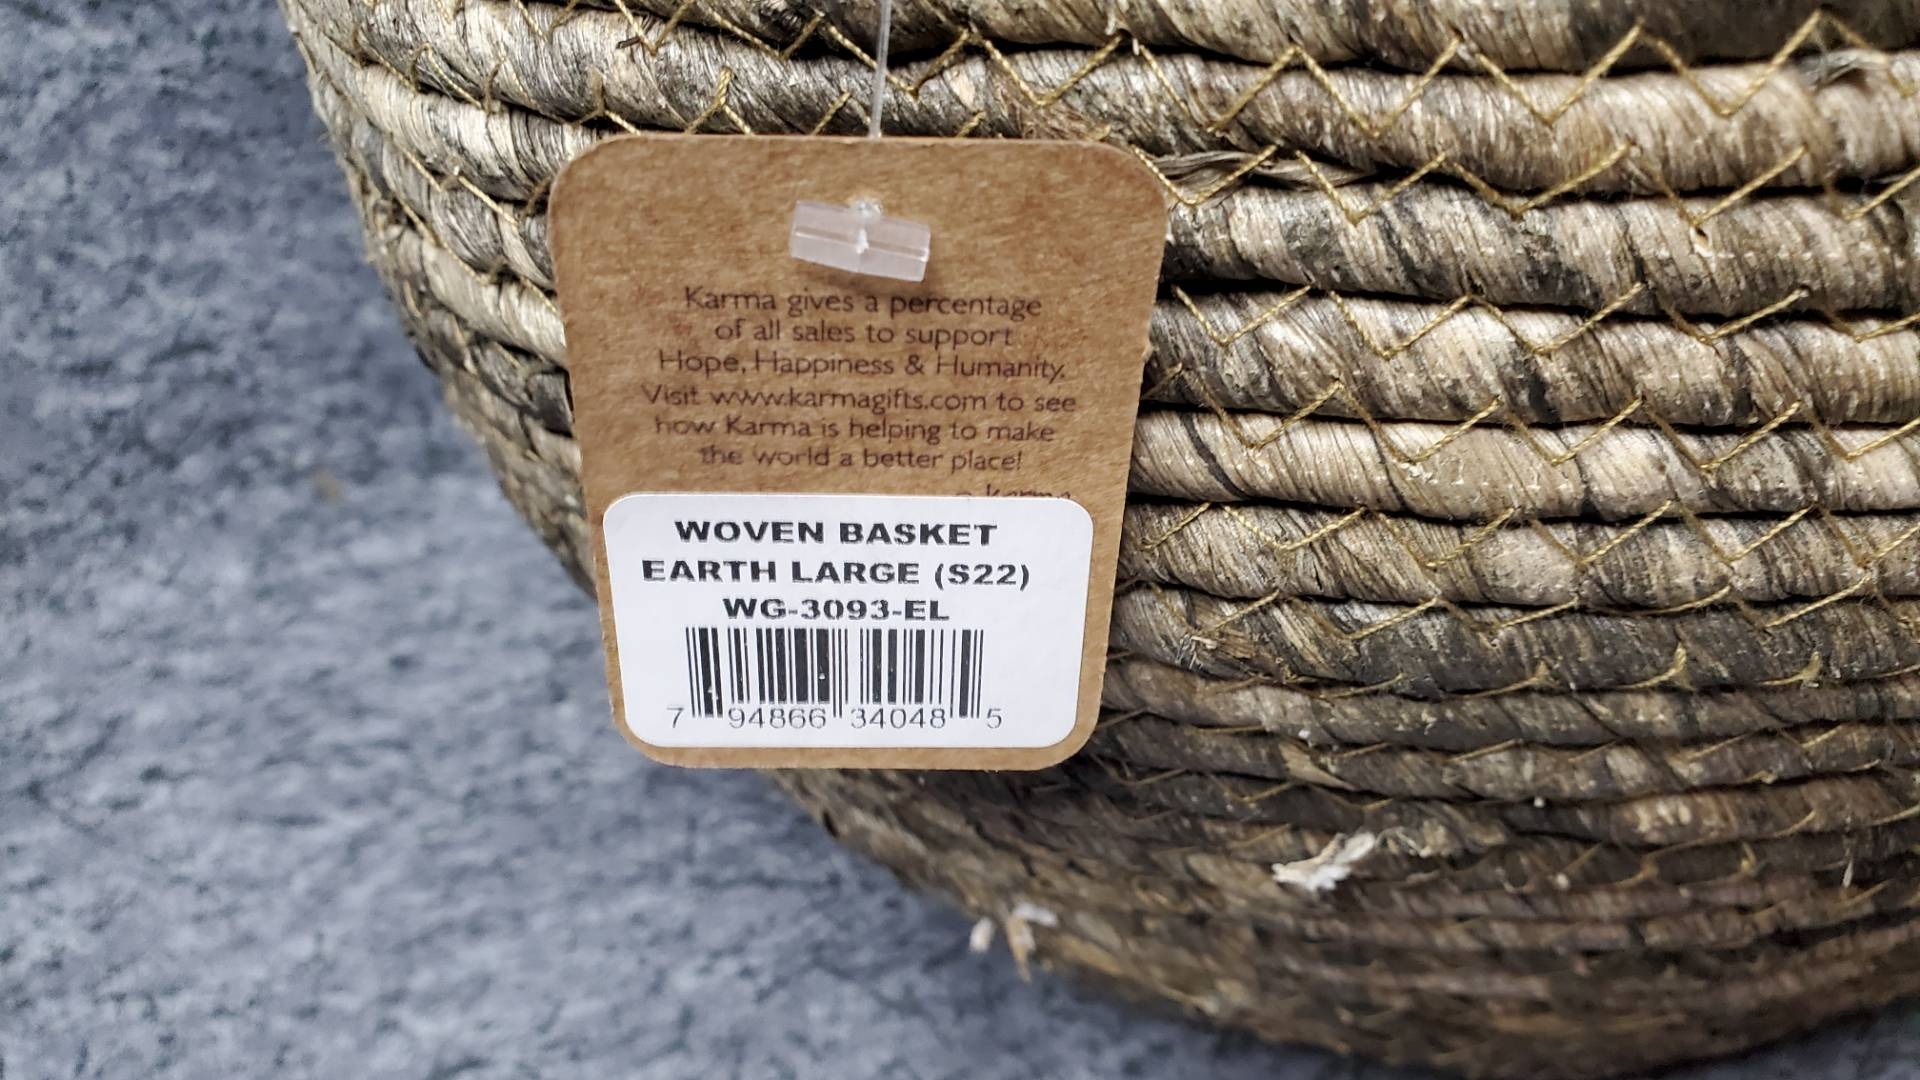 Karma gives a percentage
of all sales to support
Hope, Happiness & Humanity.
Visit www.karmagifts.com to see
how Karma is helping to make
the world a better place!
WOVEN BASKET
EARTH LARGE (S22)
WG-3093-EL
7 94866 34048 5